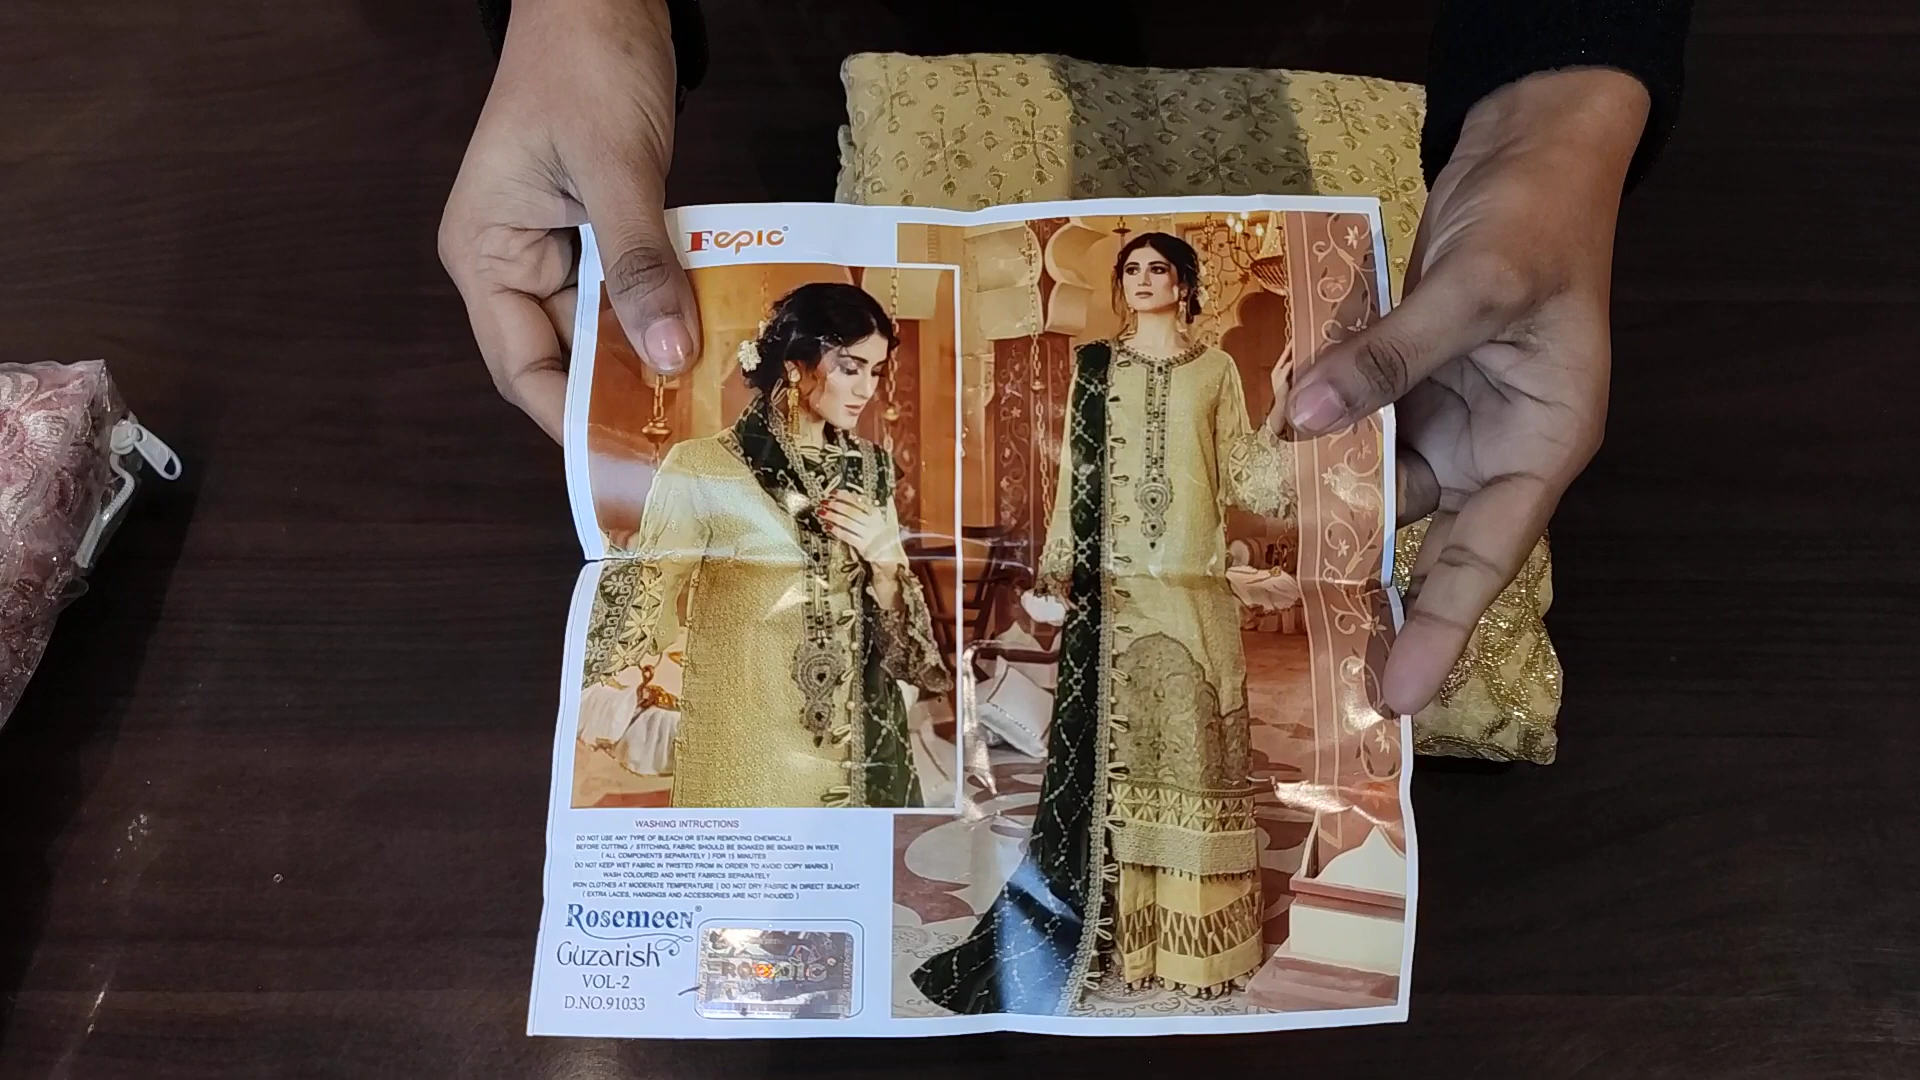 Fepic®
WASHING INTRUCTIONS
DO NOT USE ANY TYPE OF BLEACH OR STAIN REMOVING CHEMICALS
BEFORE CUTTING / STITCHING, FABRIC SHOULD BE SOAKED BE SOAKED IN WATER
( ALL COMPONENTS SEPARATELY ) FOR 15 MINUTES
DO NOT KEEP WET FABRIC IN TWISTED FROM IN ORDER TO AVOID COPY MARKS |
WASH COLOURED AND WHITE FABRICS SEPARATELY
IRON CLOTHES AT MODERATE TEMPERATURE | DO NOT DRY FABRIC IN DIRECT SUNLIGHT
( EXTRA LACES, HANGINGS AND ACCESSORIES ARE NOT INCLUDED )
Rosemeen®
Guzarish
VOL-2
D.NO.91033